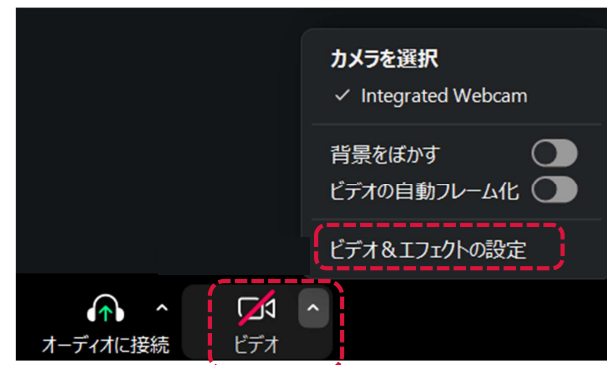 カメラを選択
Integrated Webcam
背景をぼかす
ビデオの自動フレーム化
ビデオ＆エフェクトの設定
オーディオに接続
ビデオ